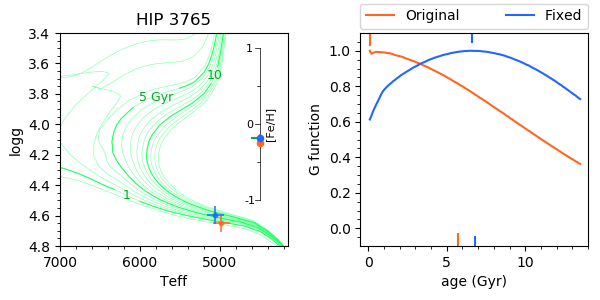 HIP 3765
Original Fixed
3.4
3.6
3.8
4.0
4.2
4.4
4.6
4.8
logg
7000 6000 5000
Teff
10
5 Gyr
1
1
0
-1
[Fe/H]
1.0
0.8
0.6
0.4
0.2
0.0
G function
0 5 10
age (Gyr)